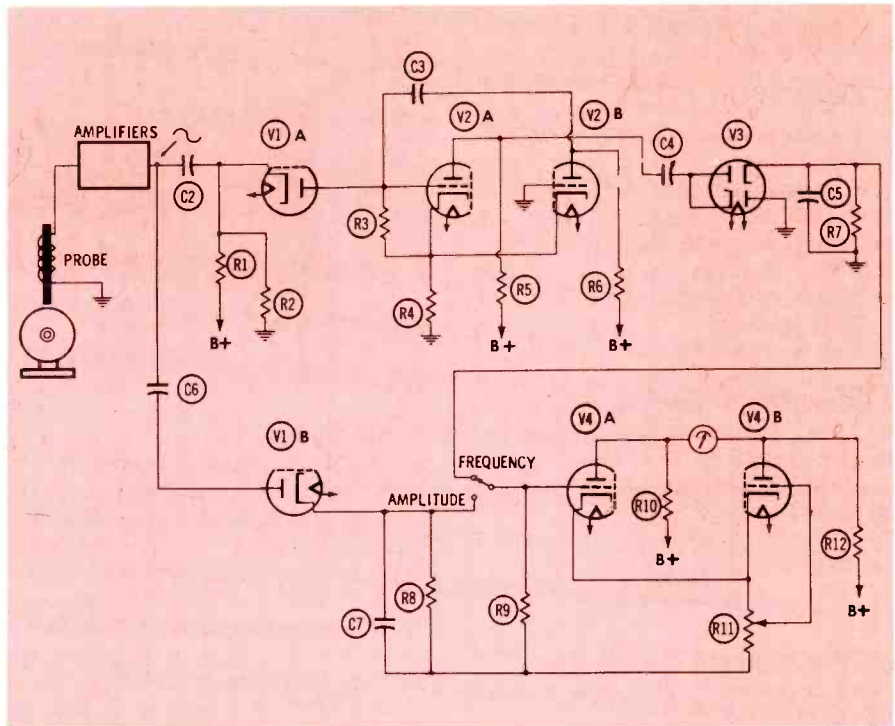 C3
V1 A
V2 A
V2 B
AMPLIFIERS
C4
V3
C2
R3
C5
R7
PROBE
R1
R2
R4
R5
R6
B+
B+
B+
C6
V1 B
V4 A
V4 B
FREQUENCY
AMPLITUDE
R10
R12
B+
B+
C7
R8
R9
R11